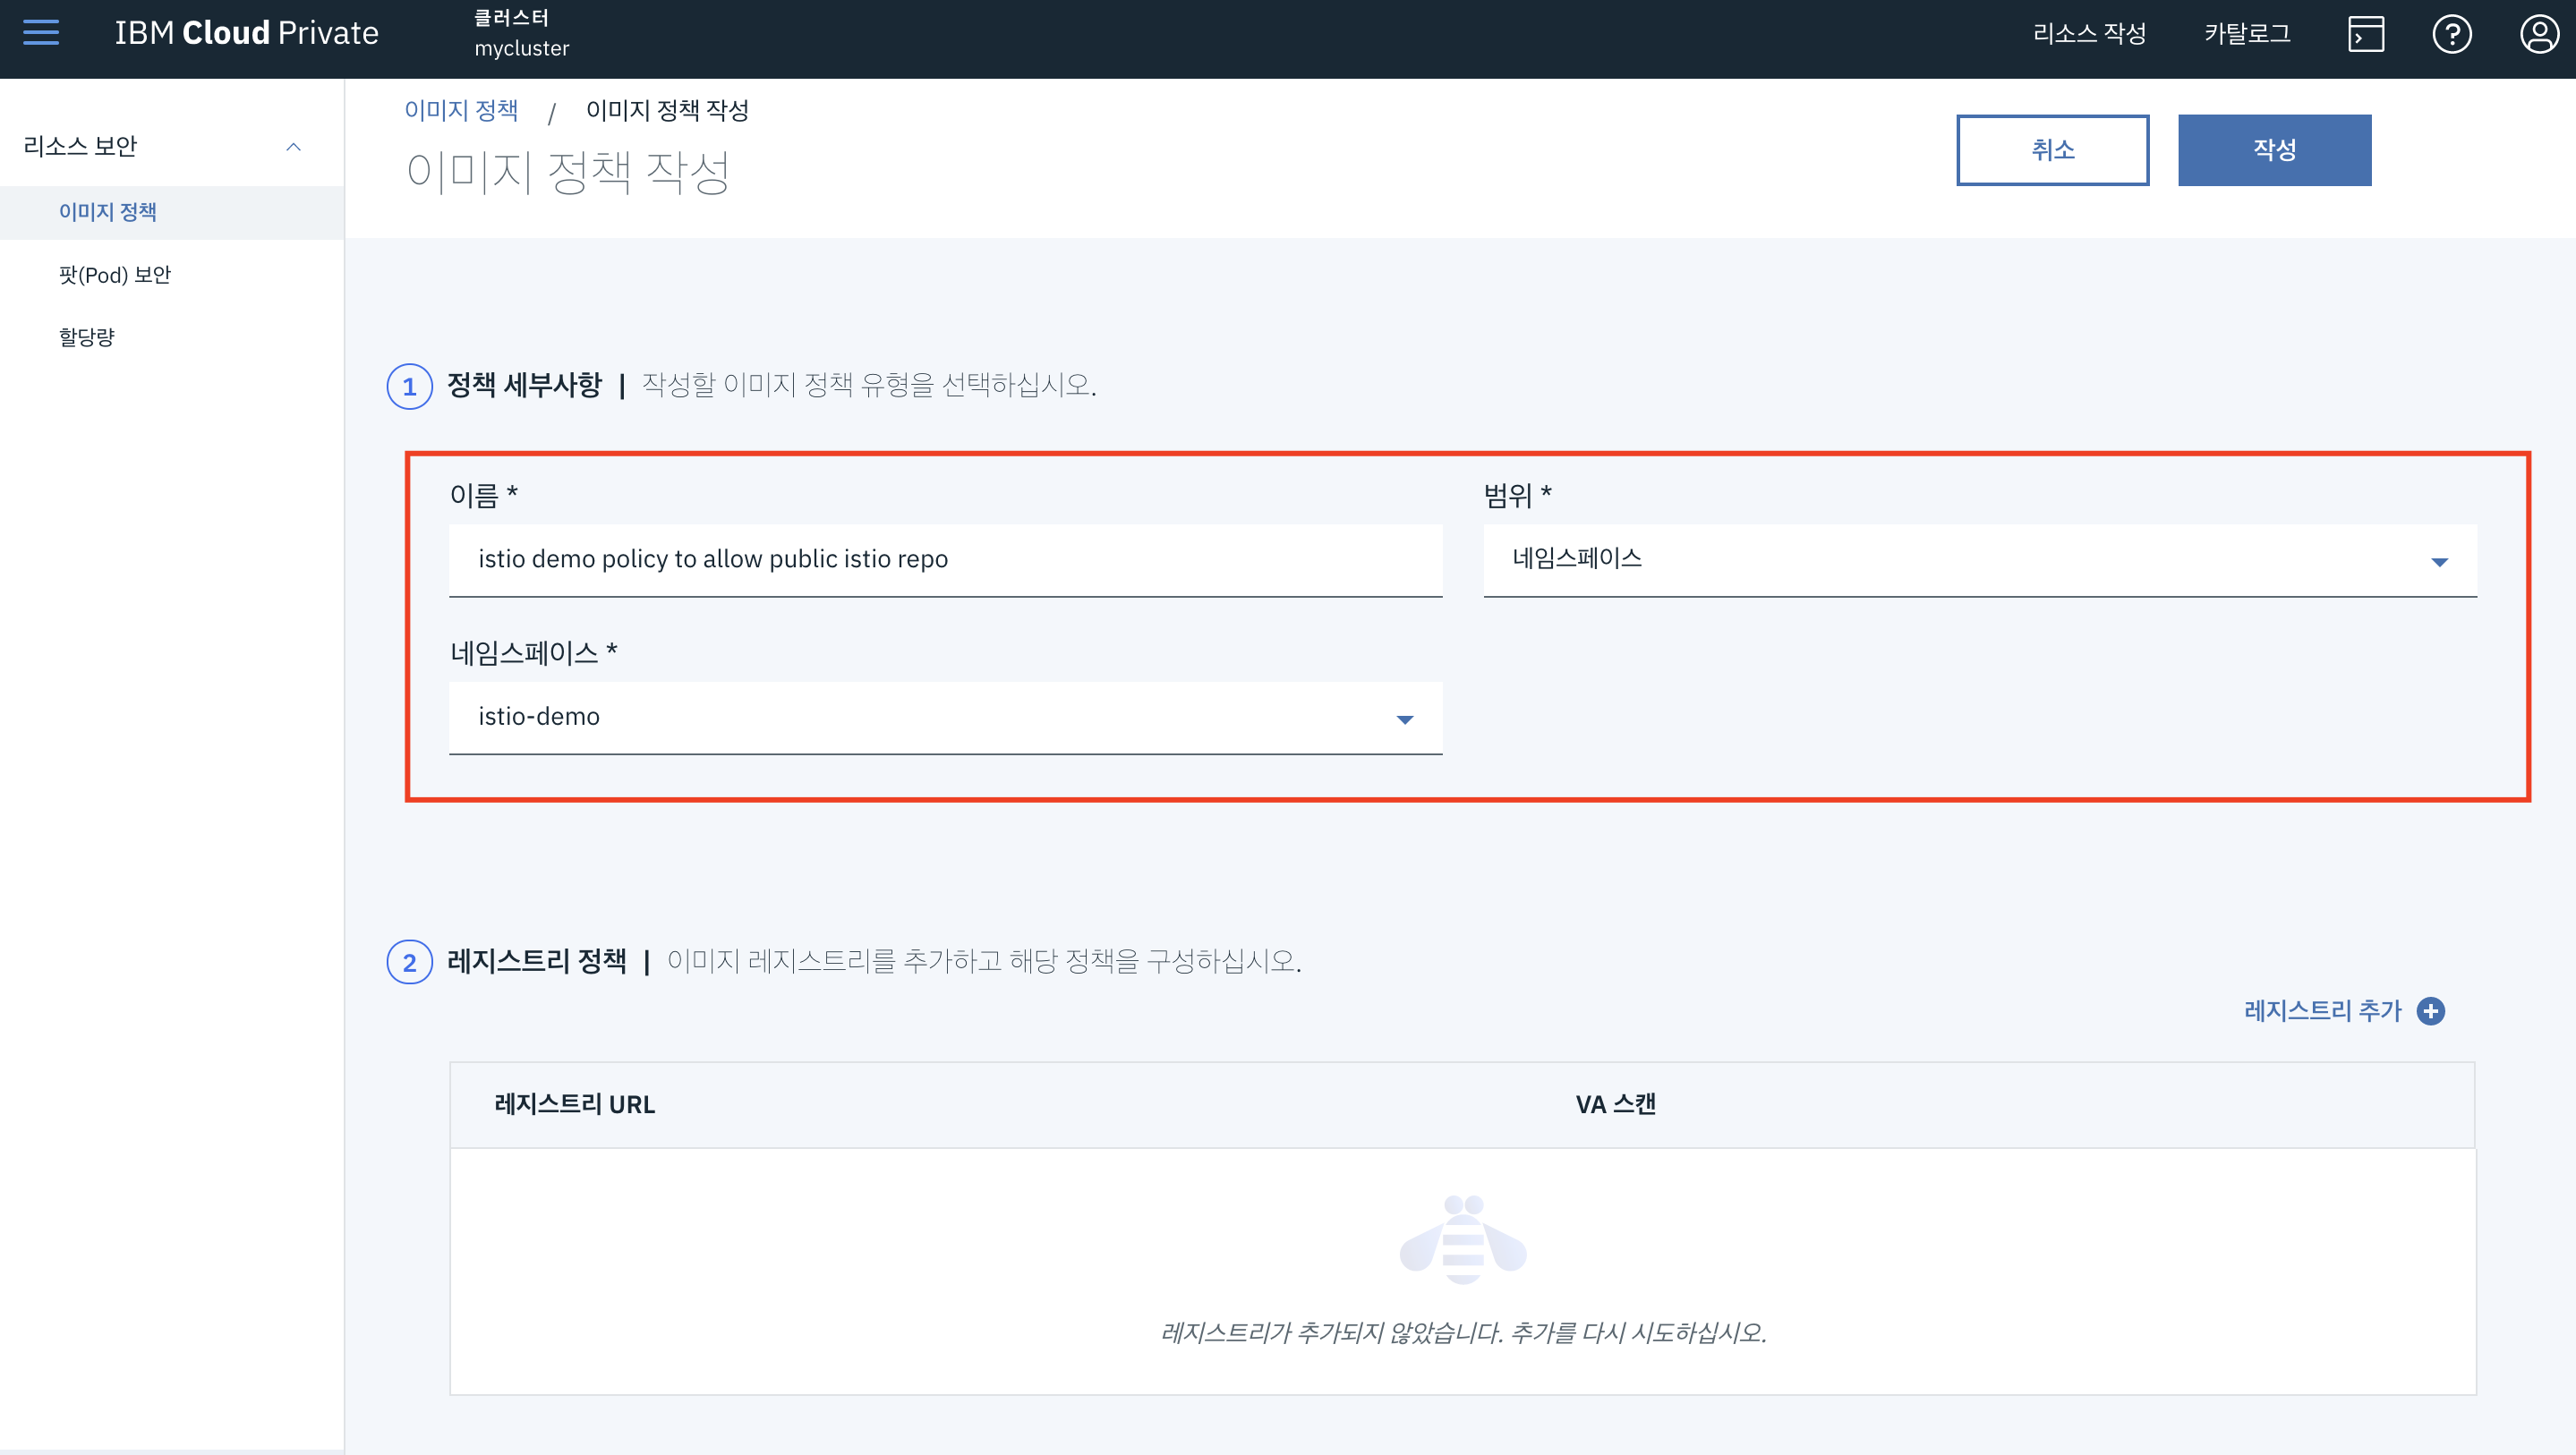 IBM Cloud Private
클러스터
mycluster
리소스 작성
카탈로그
리소스 보안
이미지 정책
팟(Pod) 보안
할당량
이미지 정책 / 이미지 정책 작성
이미지 정책 작성
취소
작성
1 정책 세부사항 | 작성할 이미지 정책 유형을 선택하십시오.
이름 *
범위 *
istio demo policy to allow public istio repo
네임스페이스
네임스페이스 *
istio-demo
2 레지스트리 정책 | 이미지 레지스트리를 추가하고 해당 정책을 구성하십시오.
레지스트리 추가
레지스트리 URL
VA 스캔
레지스트리가 추가되지 않았습니다. 추가를 다시 시도하십시오.